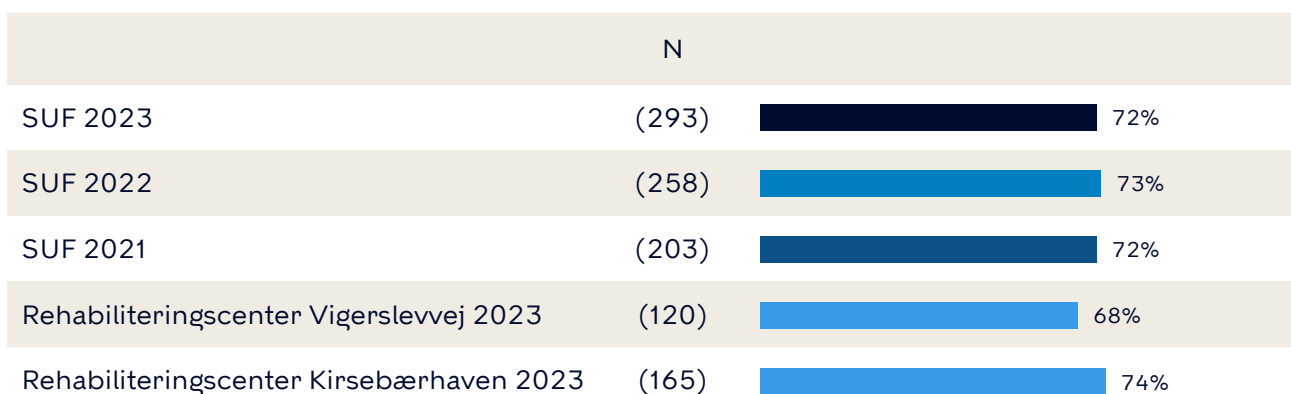 N
SUF 2023 (293) 72%
SUF 2022 (258) 73%
SUF 2021 (203) 72%
Rehabiliteringscenter Vigerslevvej 2023 (120) 68%
Rehabiliteringscenter Kirsebærhaven 2023 (165) 74%